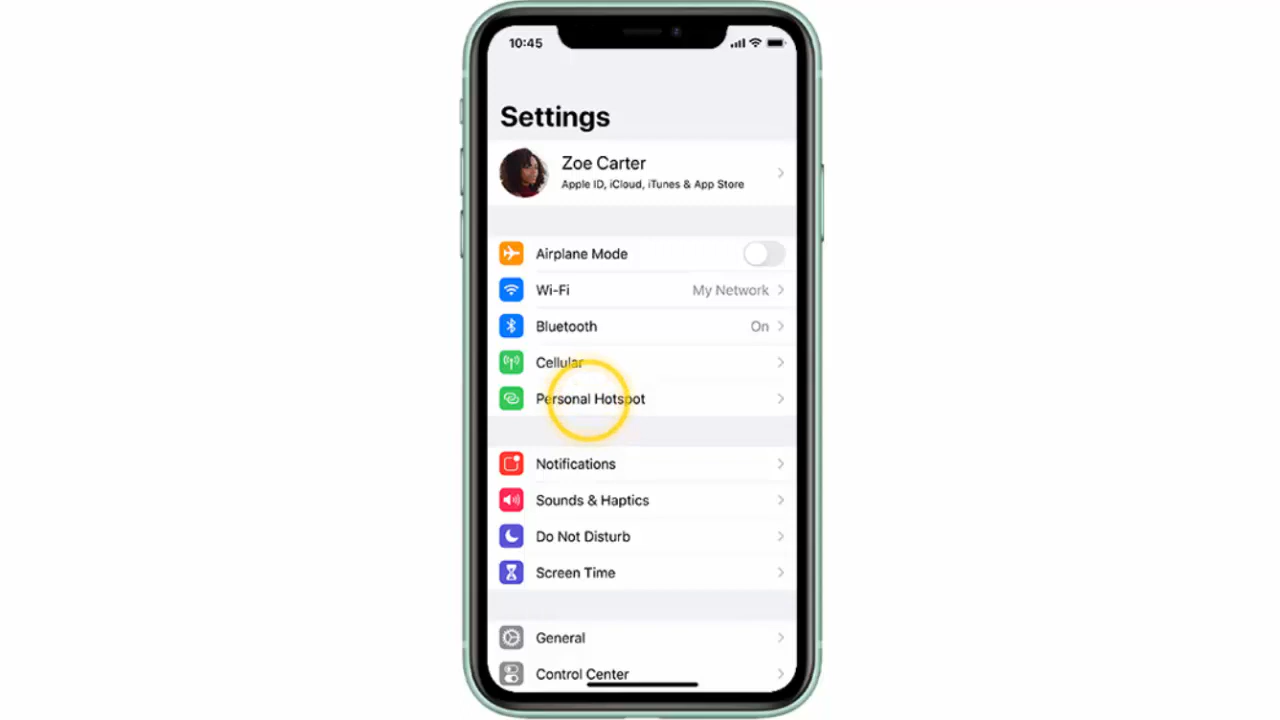 10:45
Settings
Zoe Carter
Apple ID, iCloud, iTunes & App Store
Airplane Mode
Wi-Fi My Network
Bluetooth On
Cellular
Personal Hotspot
Notifications
Sounds & Haptics
Do Not Disturb
Screen Time
General
Control Center